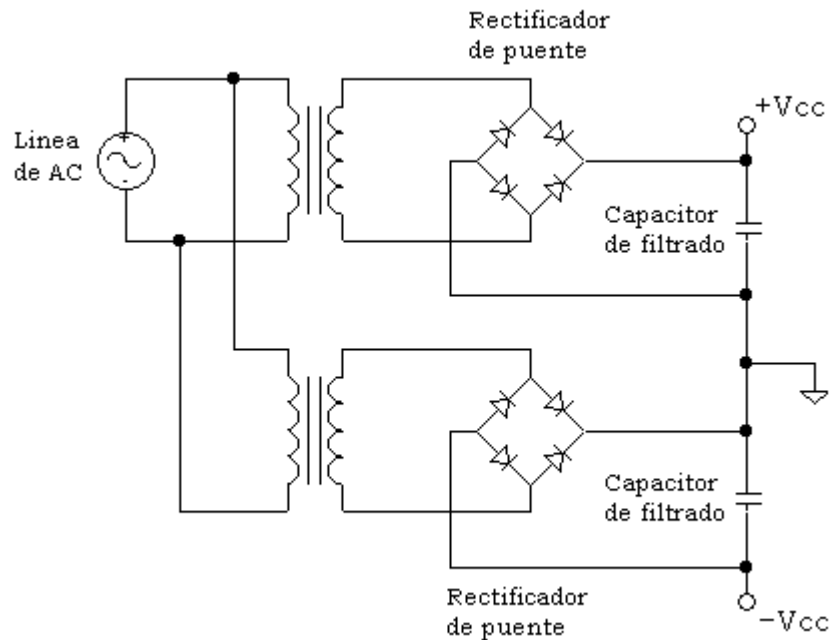 Rectificador
de puente
+Vcc
Linea
de AC
+
-
Capacitor
de filtrado
Capacitor
de filtrado
Rectificador
de puente
-Vcc